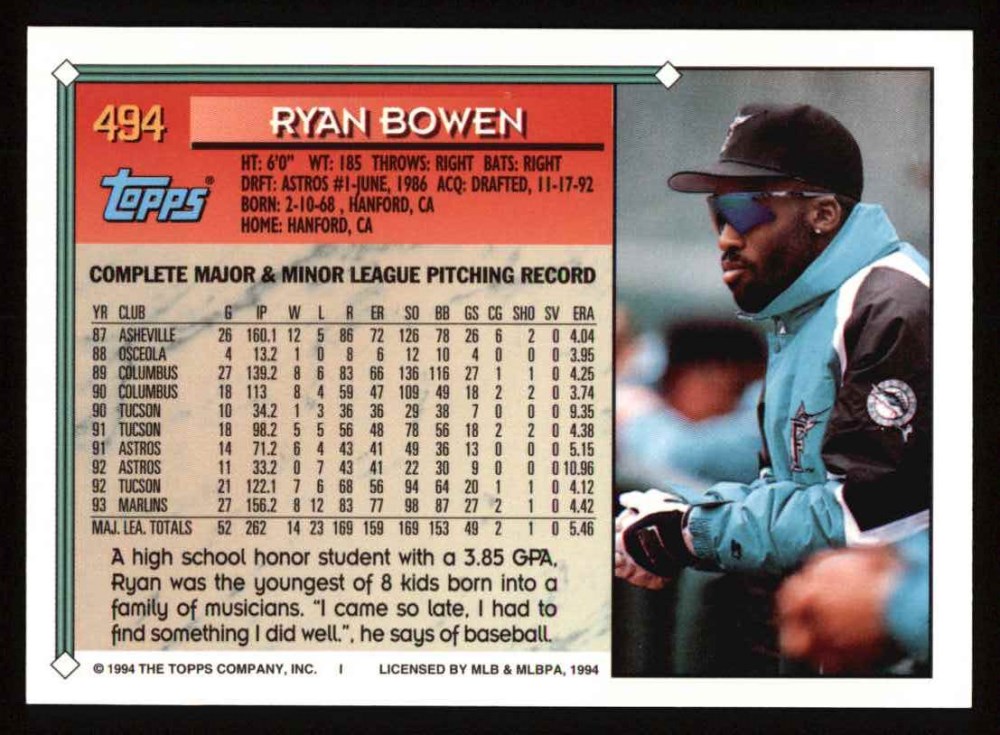 494
RYAN BOWEN
Topps®
HT: 6'0" WT: 185 THROWS: RIGHT BATS: RIGHT
DRFT: ASTROS #1-JUNE, 1986 ACQ: DRAFTED, 11-17-92
BORN: 2-10-68 , HANFORD, CA
HOME: HANFORD, CA
COMPLETE MAJOR & MINOR LEAGUE PITCHING RECORD
YR CLUB G IP W L R ER SO BB GS CG SHO SV ERA
87 ASHEVILLE 26 160.1 12 5 86 72 126 78 26 6 2 0 4.04
88 OSCEOLA 4 13.2 1 0 8 6 12 10 4 0 0 0 3.95
89 COLUMBUS 27 139.2 8 6 83 66 136 116 27 1 1 0 4.25
90 COLUMBUS 18 113 8 4 59 47 109 49 18 2 2 0 3.74
90 TUCSON 10 34.2 1 3 36 36 29 38 7 0 0 0 9.35
91 TUCSON 18 98.2 5 5 56 48 78 56 18 2 2 0 4.38
91 ASTROS 14 71.2 6 4 43 41 49 36 13 0 0 0 5.15
92 ASTROS 11 33.2 0 7 43 41 22 30 9 0 0 0 10.96
92 TUCSON 21 122.1 7 6 68 56 94 64 20 1 1 0 4.12
93 MARLINS 27 156.2 8 12 83 77 98 87 27 2 1 0 4.42
MAJ. LEA. TOTALS 52 262 14 23 169 159 169 153 49 2 1 0 5.46
A high school honor student with a 3.85 GPA,
Ryan was the youngest of 8 kids born into a
family of musicians. "I came so late, I had to
find something I did well.", he says of baseball.
© 1994 THE TOPPS COMPANY, INC. I LICENSED BY MLB & MLBPA, 1994